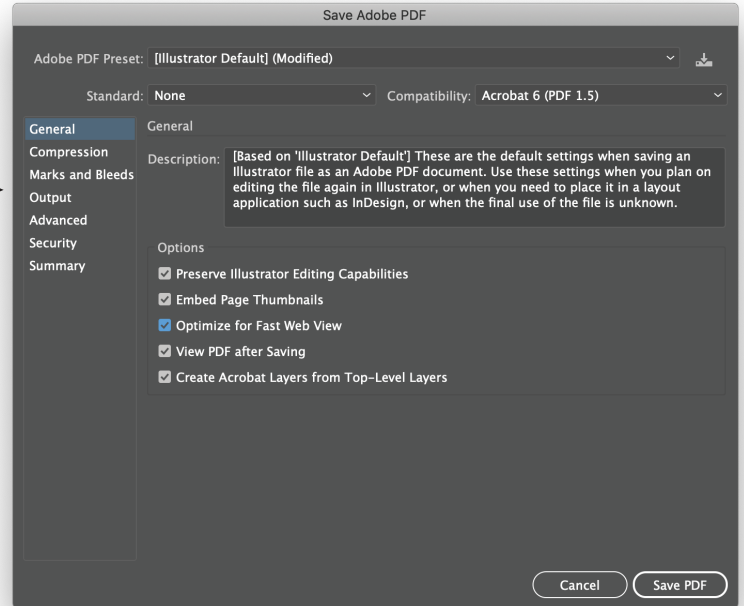 Save Adobe PDF
Adobe PDF Preset: [Illustrator Default] (Modified)
Standard: None Compatibility: Acrobat 6 (PDF 1.5)
General
Compression
Marks and Bleeds
Output
Advanced
Security
Summary
General
Description: [Based on 'Illustrator Default'] These are the default settings when saving an
Illustrator file as an Adobe PDF document. Use these settings when you plan on
editing the file again in Illustrator, or when you need to place it in a layout
application such as InDesign, or when the final use of the file is unknown.
Options
Preserve Illustrator Editing Capabilities
Embed Page Thumbnails
Optimize for Fast Web View
View PDF after Saving
Create Acrobat Layers from Top-Level Layers
Cancel Save PDF